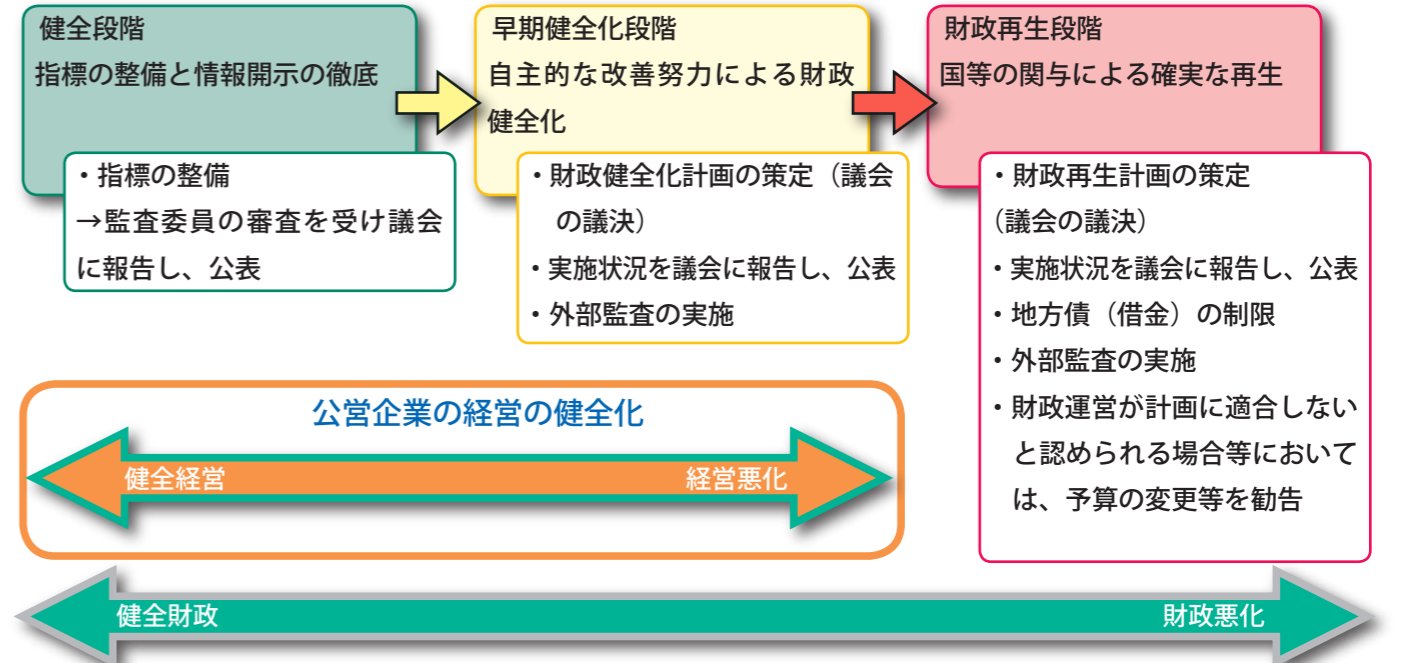 健全段階
指標の整備と情報開示の徹底
・指標の整備
→監査委員の審査を受け議会
に報告し、公表
早期健全化段階
自主的な改善努力による財政
健全化
・財政健全化計画の策定（議会
の議決）
・実施状況を議会に報告し、公表
・外部監査の実施
財政再生段階
国等の関与による確実な再生
・財政再生計画の策定
（議会の議決）
・実施状況を議会に報告し、公表
・地方債（借金）の制限
・外部監査の実施
・財政運営が計画に適合しない
と認められる場合等において
は、予算の変更等を勧告
公営企業の経営の健全化
健全経営
経営悪化
健全財政
財政悪化